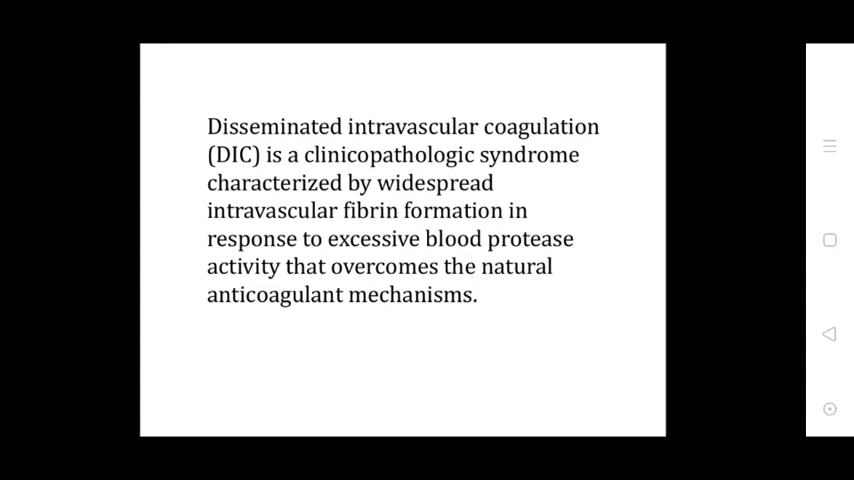 Disseminated intravascular coagulation
(DIC) is a clinicopathologic syndrome
characterized by widespread
intravascular fibrin formation in
response to excessive blood protease
activity that overcomes the natural
anticoagulant mechanisms.